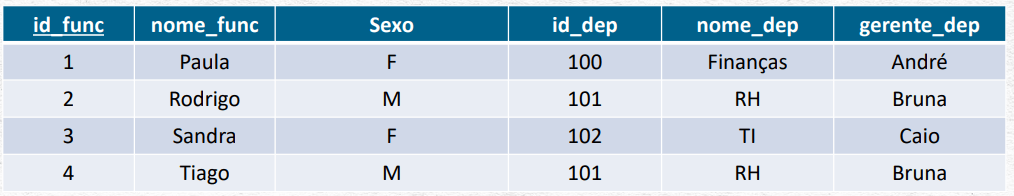 id_func nome_func Sexo id_dep nome_dep gerente_dep
1 Paula F 100 Finanças André
2 Rodrigo M 101 RH Bruna
3 Sandra F 102 TI Caio
4 Tiago M 101 RH Bruna